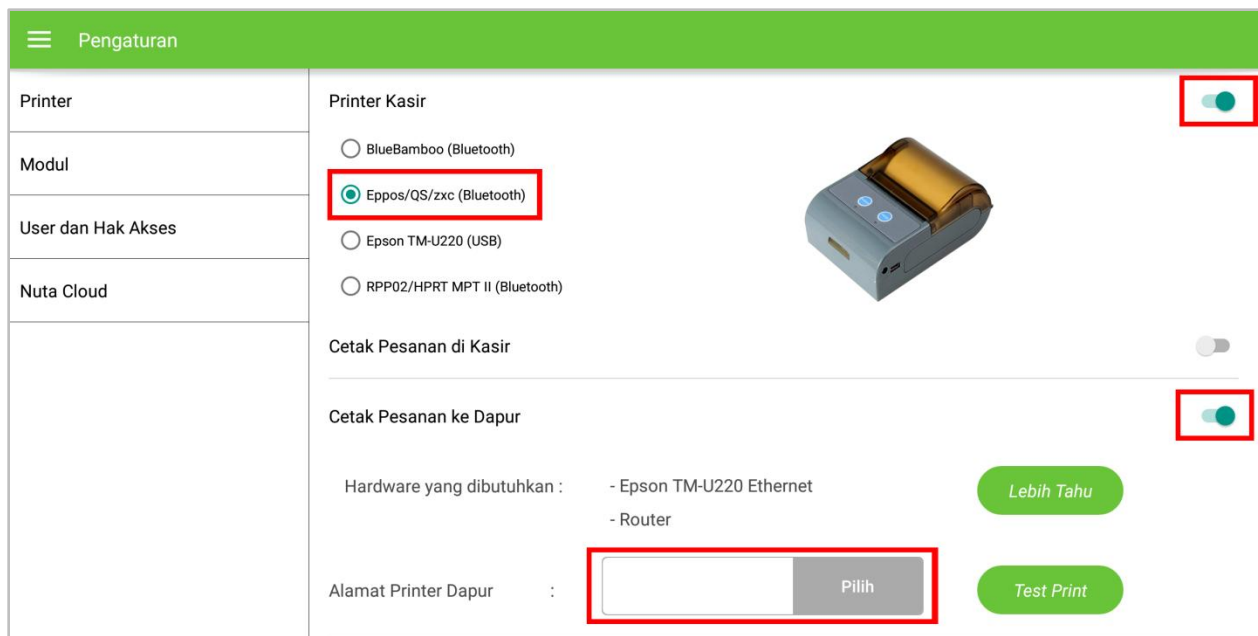 Pengaturan
Printer
Modul
User dan Hak Akses
Nuta Cloud
Printer Kasir
BlueBamboo (Bluetooth)
Eppos/QS/zxc (Bluetooth)
Epson TM-U220 (USB)
RPP02/HPRT MPT II (Bluetooth)
Cetak Pesanan di Kasir
Cetak Pesanan ke Dapur
Hardware yang dibutuhkan : - Epson TM-U220 Ethernet Lebih Tahu
- Router
Alamat Printer Dapur : Pilih Test Print